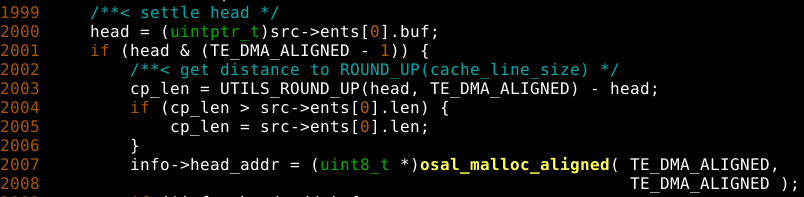 1999     /**< settle head */
2000     head = (uintptr_t)src->ents[0].buf;
2001     if (head & (TE_DMA_ALIGNED - 1)) {
2002         /**< get distance to ROUND_UP(cache_line_size) */
2003         cp_len = UTILS_ROUND_UP(head, TE_DMA_ALIGNED) - head;
2004         if (cp_len > src->ents[0].len) {
2005             cp_len = src->ents[0].len;
2006         }
2007         info->head_addr = (uint8_t *)osal_malloc_aligned( TE_DMA_ALIGNED,
2008                                                           TE_DMA_ALIGNED );